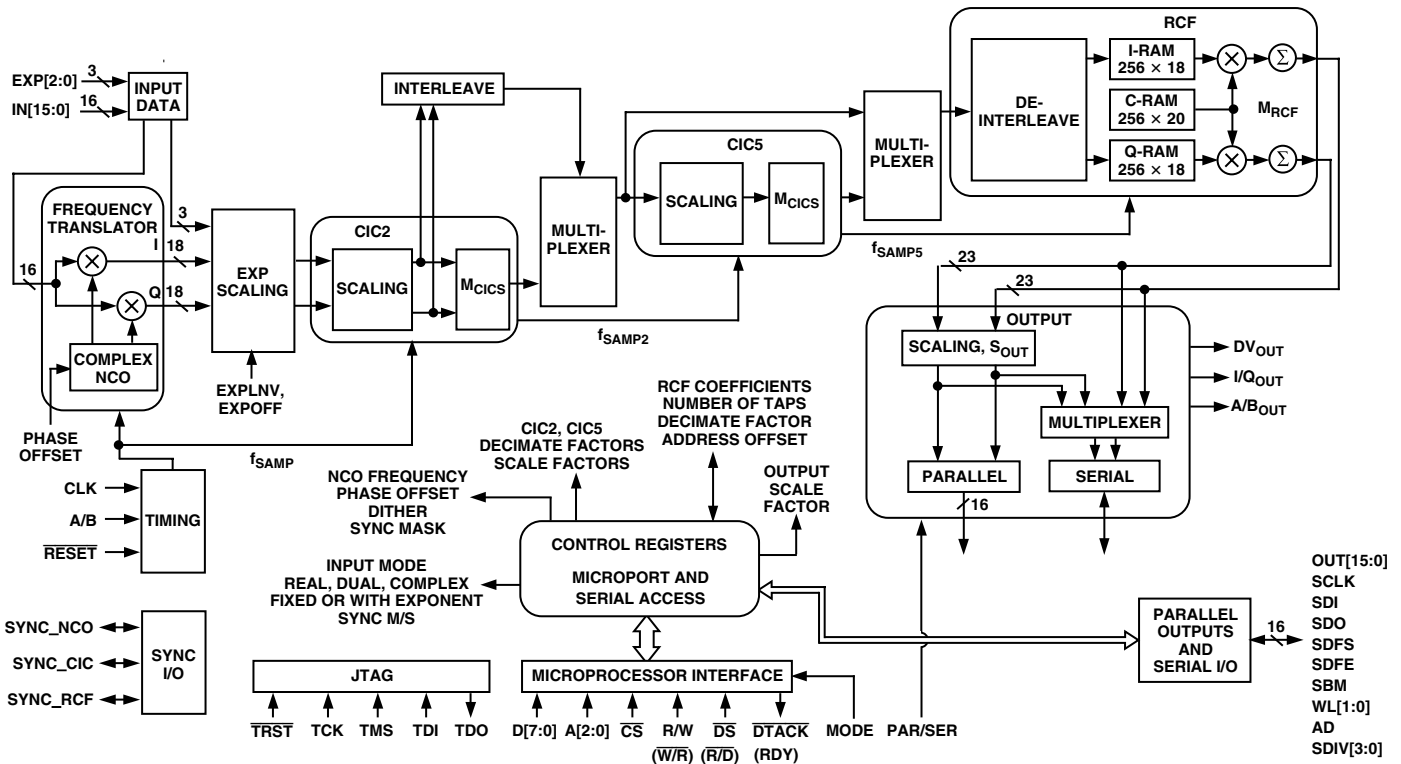 RCF
EXP[2:0]
3
IN[15:0]
16
INPUT
DATA
INTERLEAVE
DE-
INTERLEAVE
I-RAM
256 × 18
C-RAM
256 × 20
Q-RAM
256 × 18
×
×
Σ
Σ
MRCF
MULTI-
PLEXER
CIC5
SCALING
MCICS
fSAMP5
MULTI-
PLEXER
FREQUENCY
TRANSLATOR
3
I
18
Q
18
16
×
×
COMPLEX
NCO
EXP
SCALING
CIC2
SCALING
MCICS
fSAMP2
EXPLNV,
EXPOFF
PHASE
OFFSET
fSAMP
23
23
OUTPUT
SCALING, SOUT
MULTIPLEXER
PARALLEL
SERIAL
16
DVOUT
I/QOUT
A/BOUT
CLK
A/B
RESET
TIMING
CIC2, CIC5
DECIMATE FACTORS
SCALE FACTORS
RCF COEFFICIENTS
NUMBER OF TAPS
DECIMATE FACTOR
ADDRESS OFFSET
NCO FREQUENCY
PHASE OFFSET
DITHER
SYNC MASK
OUTPUT
SCALE
FACTOR
CONTROL REGISTERS
MICROPORT AND
SERIAL ACCESS
INPUT MODE
REAL, DUAL, COMPLEX
FIXED OR WITH EXPONENT
SYNC M/S
SYNC_NCO
SYNC_CIC
SYNC_RCF
SYNC
I/O
JTAG
TRST
TCK
TMS
TDI
TDO
MICROPROCESSOR INTERFACE
D[7:0]
A[2:0]
CS
R/W
(W/R)
DS
(R/D)
DTACK
(RDY)
MODE
PAR/SER
PARALLEL
OUTPUTS
AND
SERIAL I/O
16
OUT[15:0]
SCLK
SDI
SDO
SDFS
SDFE
SBM
WL[1:0]
AD
SDIV[3:0]